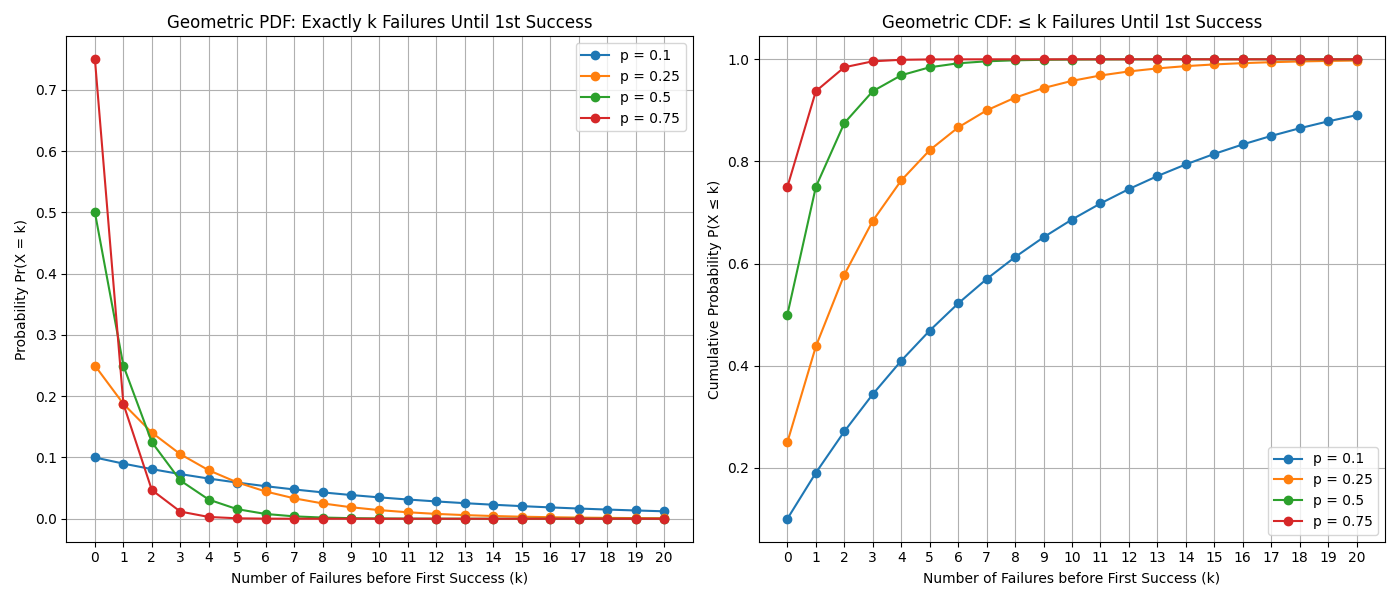 Geometric PDF: Exactly k Failures Until 1st Success
Probability Pr(X = k)
0.7
0.6
0.5
0.4
0.3
0.2
0.1
0.0
p = 0.1
p = 0.25
p = 0.5
p = 0.75
0 1 2 3 4 5 6 7 8 9 10 11 12 13 14 15 16 17 18 19 20
Number of Failures before First Success (k)
Geometric CDF: ≤ k Failures Until 1st Success
Cumulative Probability P(X ≤ k)
1.0
0.8
0.6
0.4
0.2
p = 0.1
p = 0.25
p = 0.5
p = 0.75
0 1 2 3 4 5 6 7 8 9 10 11 12 13 14 15 16 17 18 19 20
Number of Failures before First Success (k)